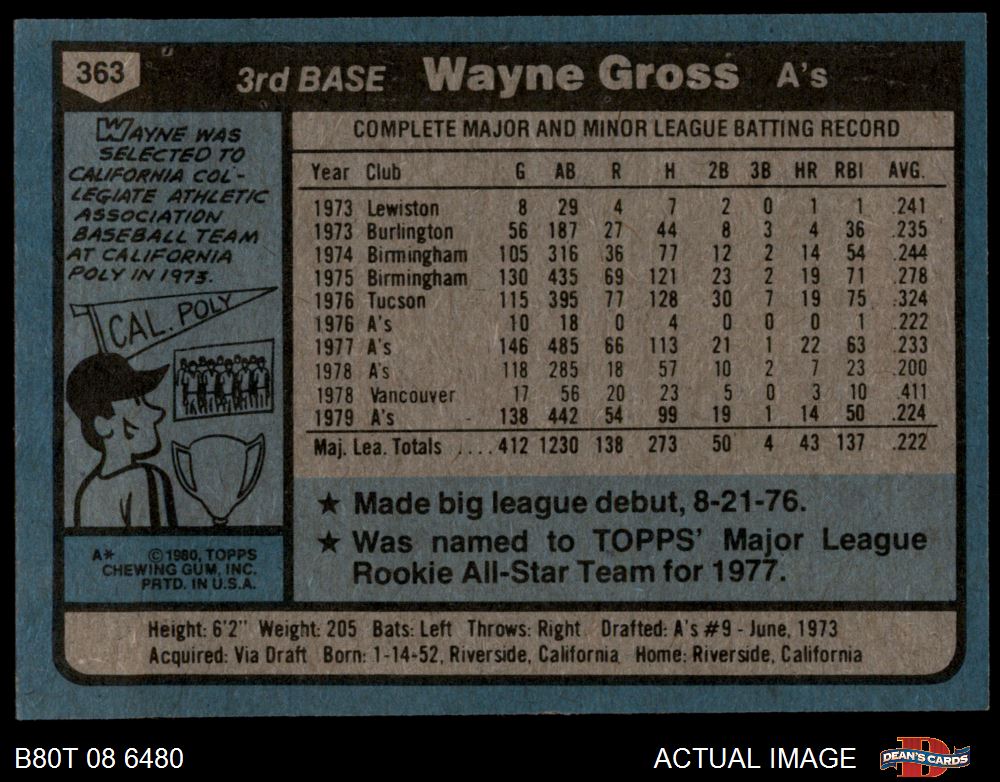 363
3rd BASE Wayne Gross A's
WAYNE WAS
SELECTED TO
CALIFORNIA COL-
LEGIATE ATHLETIC
ASSOCIATION
BASEBALL TEAM
AT CALIFORNIA
POLY IN 1973.
CAL. POLY
A* © 1980, TOPPS
CHEWING GUM, INC.
PRTD. IN U.S.A.
COMPLETE MAJOR AND MINOR LEAGUE BATTING RECORD
Year Club G AB R H 2B 3B HR RBI AVG.
1973 Lewiston 8 29 4 7 2 0 1 1 .241
1973 Burlington 56 187 27 44 8 3 4 36 .235
1974 Birmingham 105 316 36 77 12 2 14 54 .244
1975 Birmingham 130 435 69 121 23 2 19 71 .278
1976 Tucson 115 395 77 128 30 7 19 75 .324
1976 A's 10 18 0 4 0 0 0 1 .222
1977 A's 146 485 66 113 21 1 22 63 .233
1978 A's 118 285 18 57 10 2 7 23 .200
1978 Vancouver 17 56 20 23 5 0 3 10 .411
1979 A's 138 442 54 99 19 1 14 50 .224
Maj. Lea. Totals ....412 1230 138 273 50 4 43 137 .222
★ Made big league debut, 8-21-76.
★ Was named to TOPPS' Major League
Rookie All-Star Team for 1977.
Height: 6'2" Weight: 205 Bats: Left Throws: Right Drafted: A's #9 - June, 1973
Acquired: Via Draft Born: 1-14-52, Riverside, California Home: Riverside, California
B80T 08 6480 ACTUAL IMAGE
D
DEAN'S CARDS